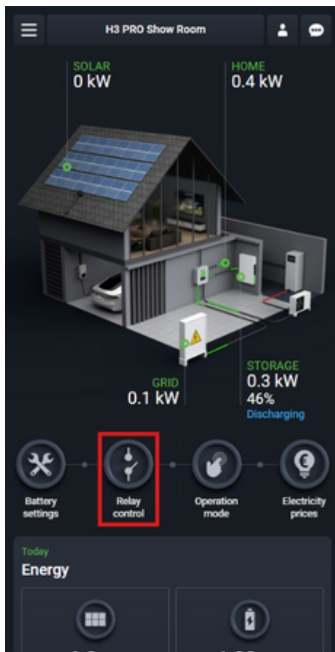 H3 PRO Show Room
SOLAR
0 kW
HOME
0.4 kW
GRID
0.1 kW
STORAGE
0.3 kW
46%
Discharging
Battery
settings
Relay
control
Operation
mode
Electricity
prices
Today
Energy